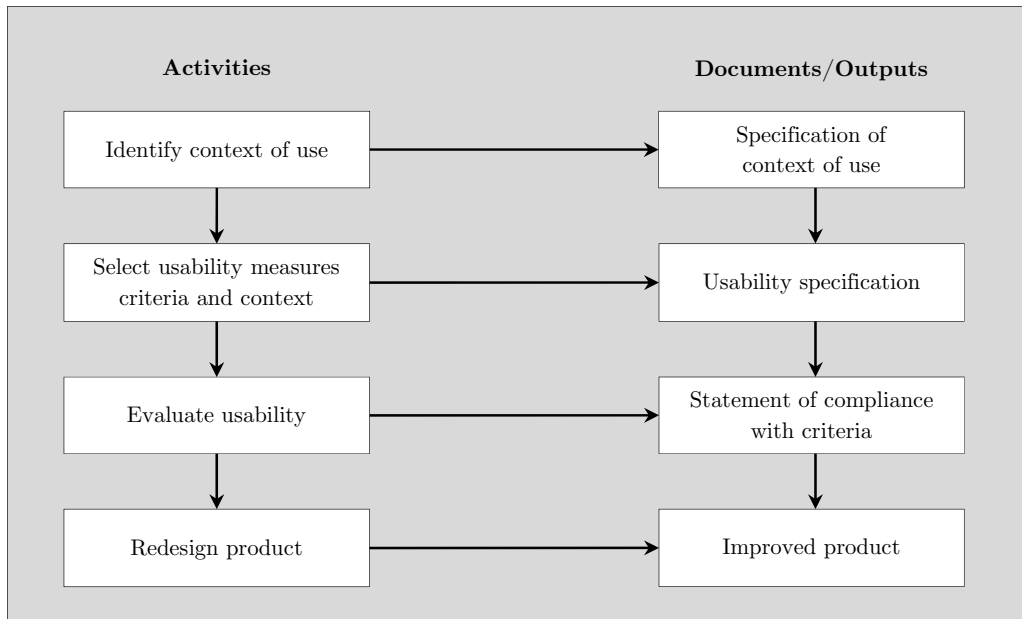 Activities
Documents/Outputs
Identify context of use
Specification of
context of use
Select usability measures
criteria and context
Usability specification
Evaluate usability
Statement of compliance
with criteria
Redesign product
Improved product